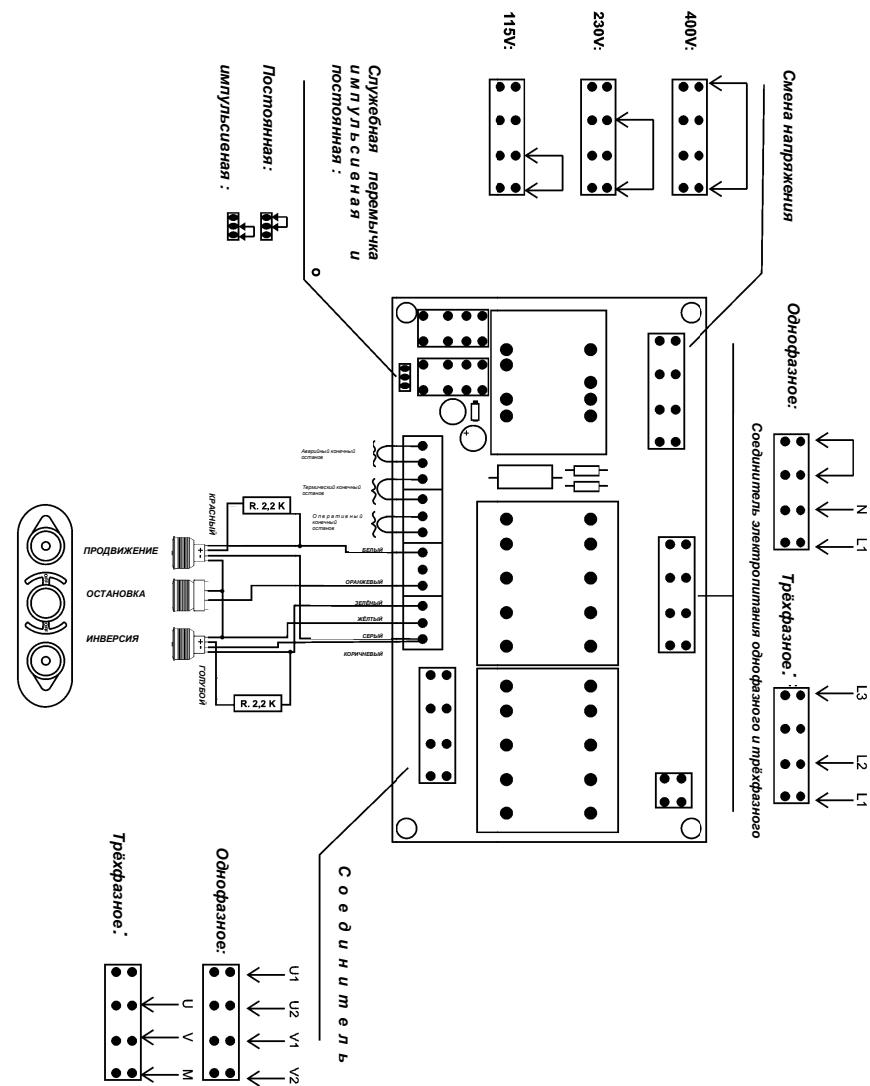 115V:
230V:
400V:
Смена напряжения
Служебная перемычка
импульсивная и
постоянная :
Постоянная:
импульсивная :
Однофазное:
N
L1
Соединитель электропитания однофазного и трёхфазного
Трёхфазное:
L3
L2
L1
Аварийный конечный
останов
Термический конечный
останов
Оперативный
конечный
останов
КРАСНЫЙ
R. 2,2 K
БЕЛЫЙ
ПРОДВИЖЕНИЕ
+
-
ОРАНЖЕВЫЙ
ОСТАНОВКА
ЗЕЛЁНЫЙ
ЖЁЛТЫЙ
СЕРЫЙ
ИНВЕРСИЯ
+
-
КОРИЧНЕВЫЙ
ГОЛУБОЙ
R. 2,2 K
+
Соединитель
Однофазное:
U1
U2
V1
V2
Трёхфазное:
U
V
M